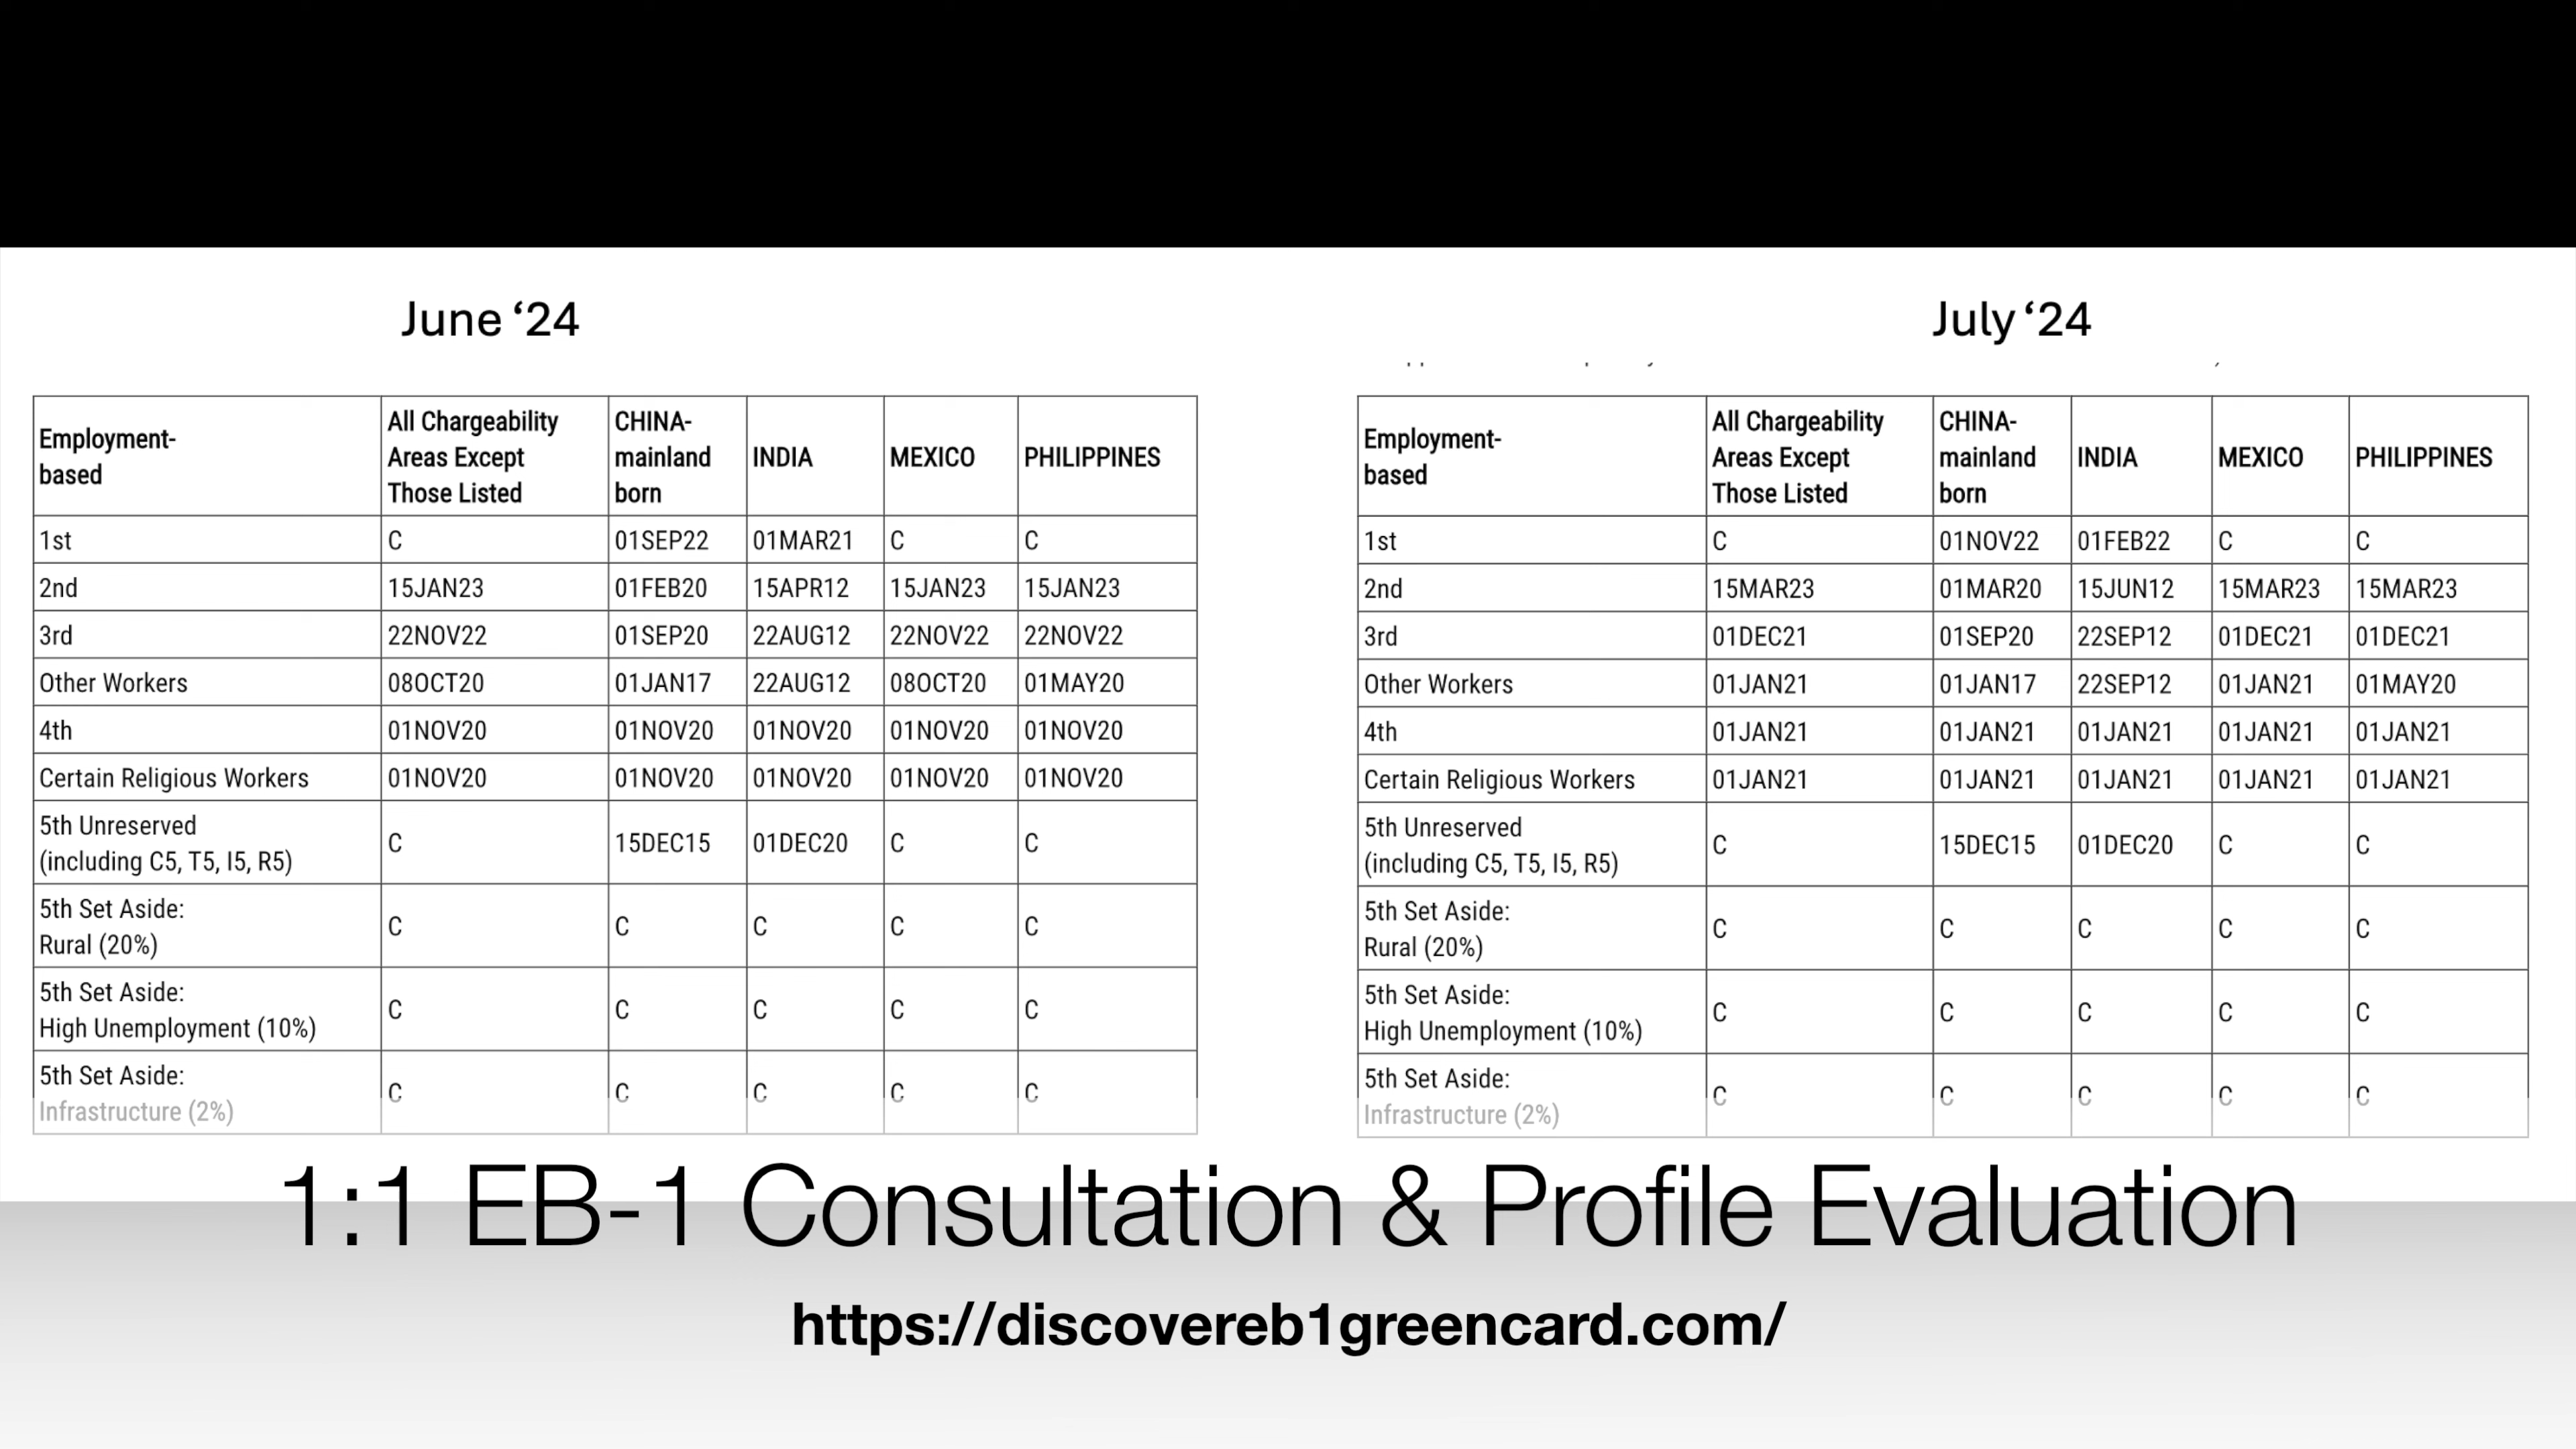 June ‘24
Employment-based | All Chargeability Areas Except Those Listed | CHINA-mainland born | INDIA | MEXICO | PHILIPPINES
1st | C | 01SEP22 | 01MAR21 | C | C
2nd | 15JAN23 | 01FEB20 | 15APR12 | 15JAN23 | 15JAN23
3rd | 22NOV22 | 01SEP20 | 22AUG12 | 22NOV22 | 22NOV22
Other Workers | 08OCT20 | 01JAN17 | 22AUG12 | 08OCT20 | 01MAY20
4th | 01NOV20 | 01NOV20 | 01NOV20 | 01NOV20 | 01NOV20
Certain Religious Workers | 01NOV20 | 01NOV20 | 01NOV20 | 01NOV20 | 01NOV20
5th Unreserved (including C5, T5, I5, R5) | C | 15DEC15 | 01DEC20 | C | C
5th Set Aside: Rural (20%) | C | C | C | C | C
5th Set Aside: High Unemployment (10%) | C | C | C | C | C
5th Set Aside: Infrastructure (2%) | C | C | C | C | C
July ‘24
Employment-based | All Chargeability Areas Except Those Listed | CHINA-mainland born | INDIA | MEXICO | PHILIPPINES
1st | C | 01NOV22 | 01FEB22 | C | C
2nd | 15MAR23 | 01MAR20 | 15JUN12 | 15MAR23 | 15MAR23
3rd | 01DEC21 | 01SEP20 | 22SEP12 | 01DEC21 | 01DEC21
Other Workers | 01JAN21 | 01JAN17 | 22SEP12 | 01JAN21 | 01MAY20
4th | 01JAN21 | 01JAN21 | 01JAN21 | 01JAN21 | 01JAN21
Certain Religious Workers | 01JAN21 | 01JAN21 | 01JAN21 | 01JAN21 | 01JAN21
5th Unreserved (including C5, T5, I5, R5) | C | 15DEC15 | 01DEC20 | C | C
5th Set Aside: Rural (20%) | C | C | C | C | C
5th Set Aside: High Unemployment (10%) | C | C | C | C | C
5th Set Aside: Infrastructure (2%) | C | C | C | C | C
1:1 EB-1 Consultation & Profile Evaluation
https://discovereb1greencard.com/